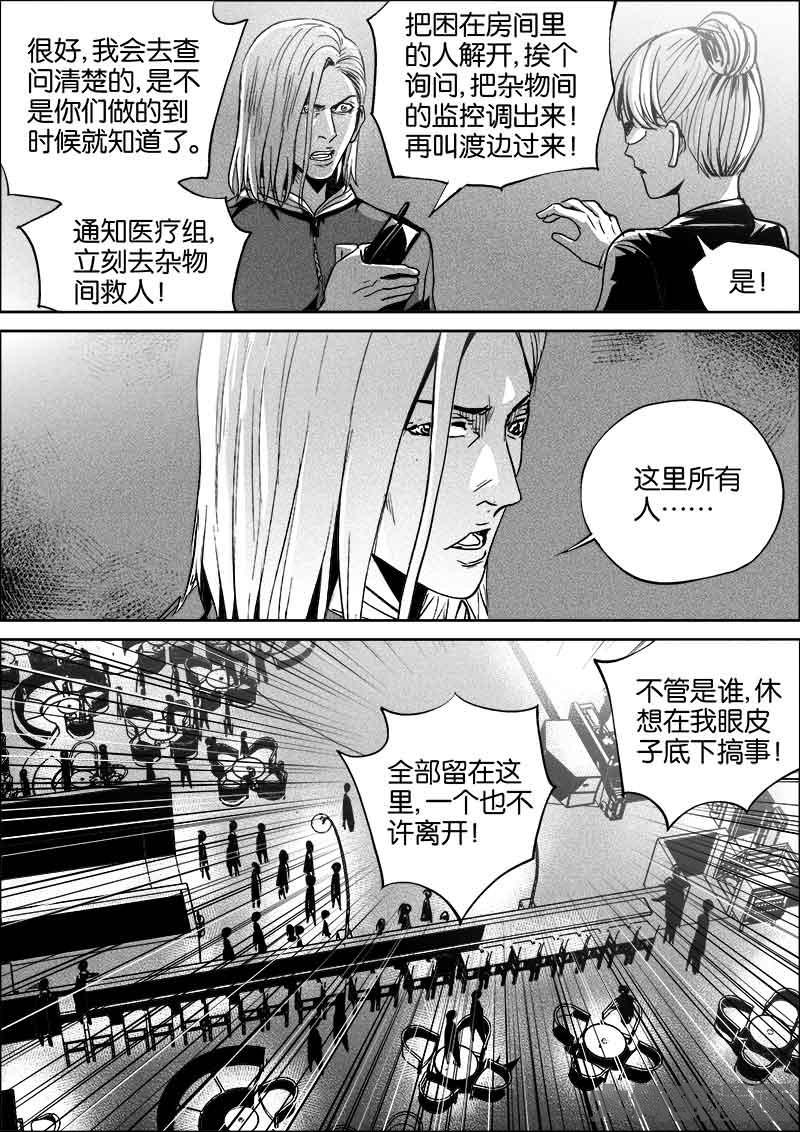 很好，我会去查
问清楚的，是不
是你们做的到
时候就知道了。
通知医疗组，
立刻去杂物
间救人！
把困在房间里
的人解开，挨个
询问，把杂物间
的监控调出来！
再叫渡边过来！
是！
这里所有
人……
全部留在这
里，一个也不
许离开！
不管是谁，休
想在我眼皮
子底下搞事！